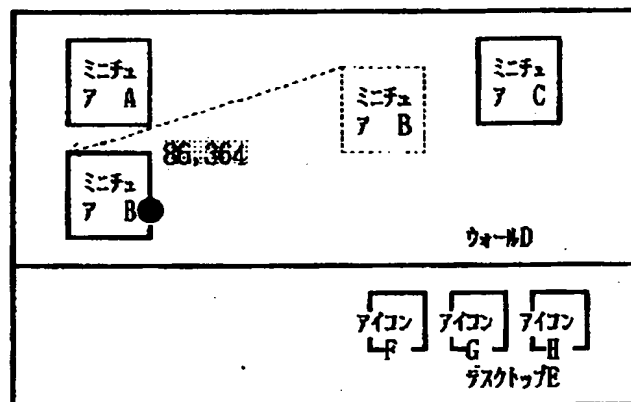 ミニチュ
ア A
ミニチュ
ア B
ミニチュ
ア C
86,364
ミニチュ
ア B
ウォールD
アイコン
F
アイコン
G
アイコン
H
デスクトップE